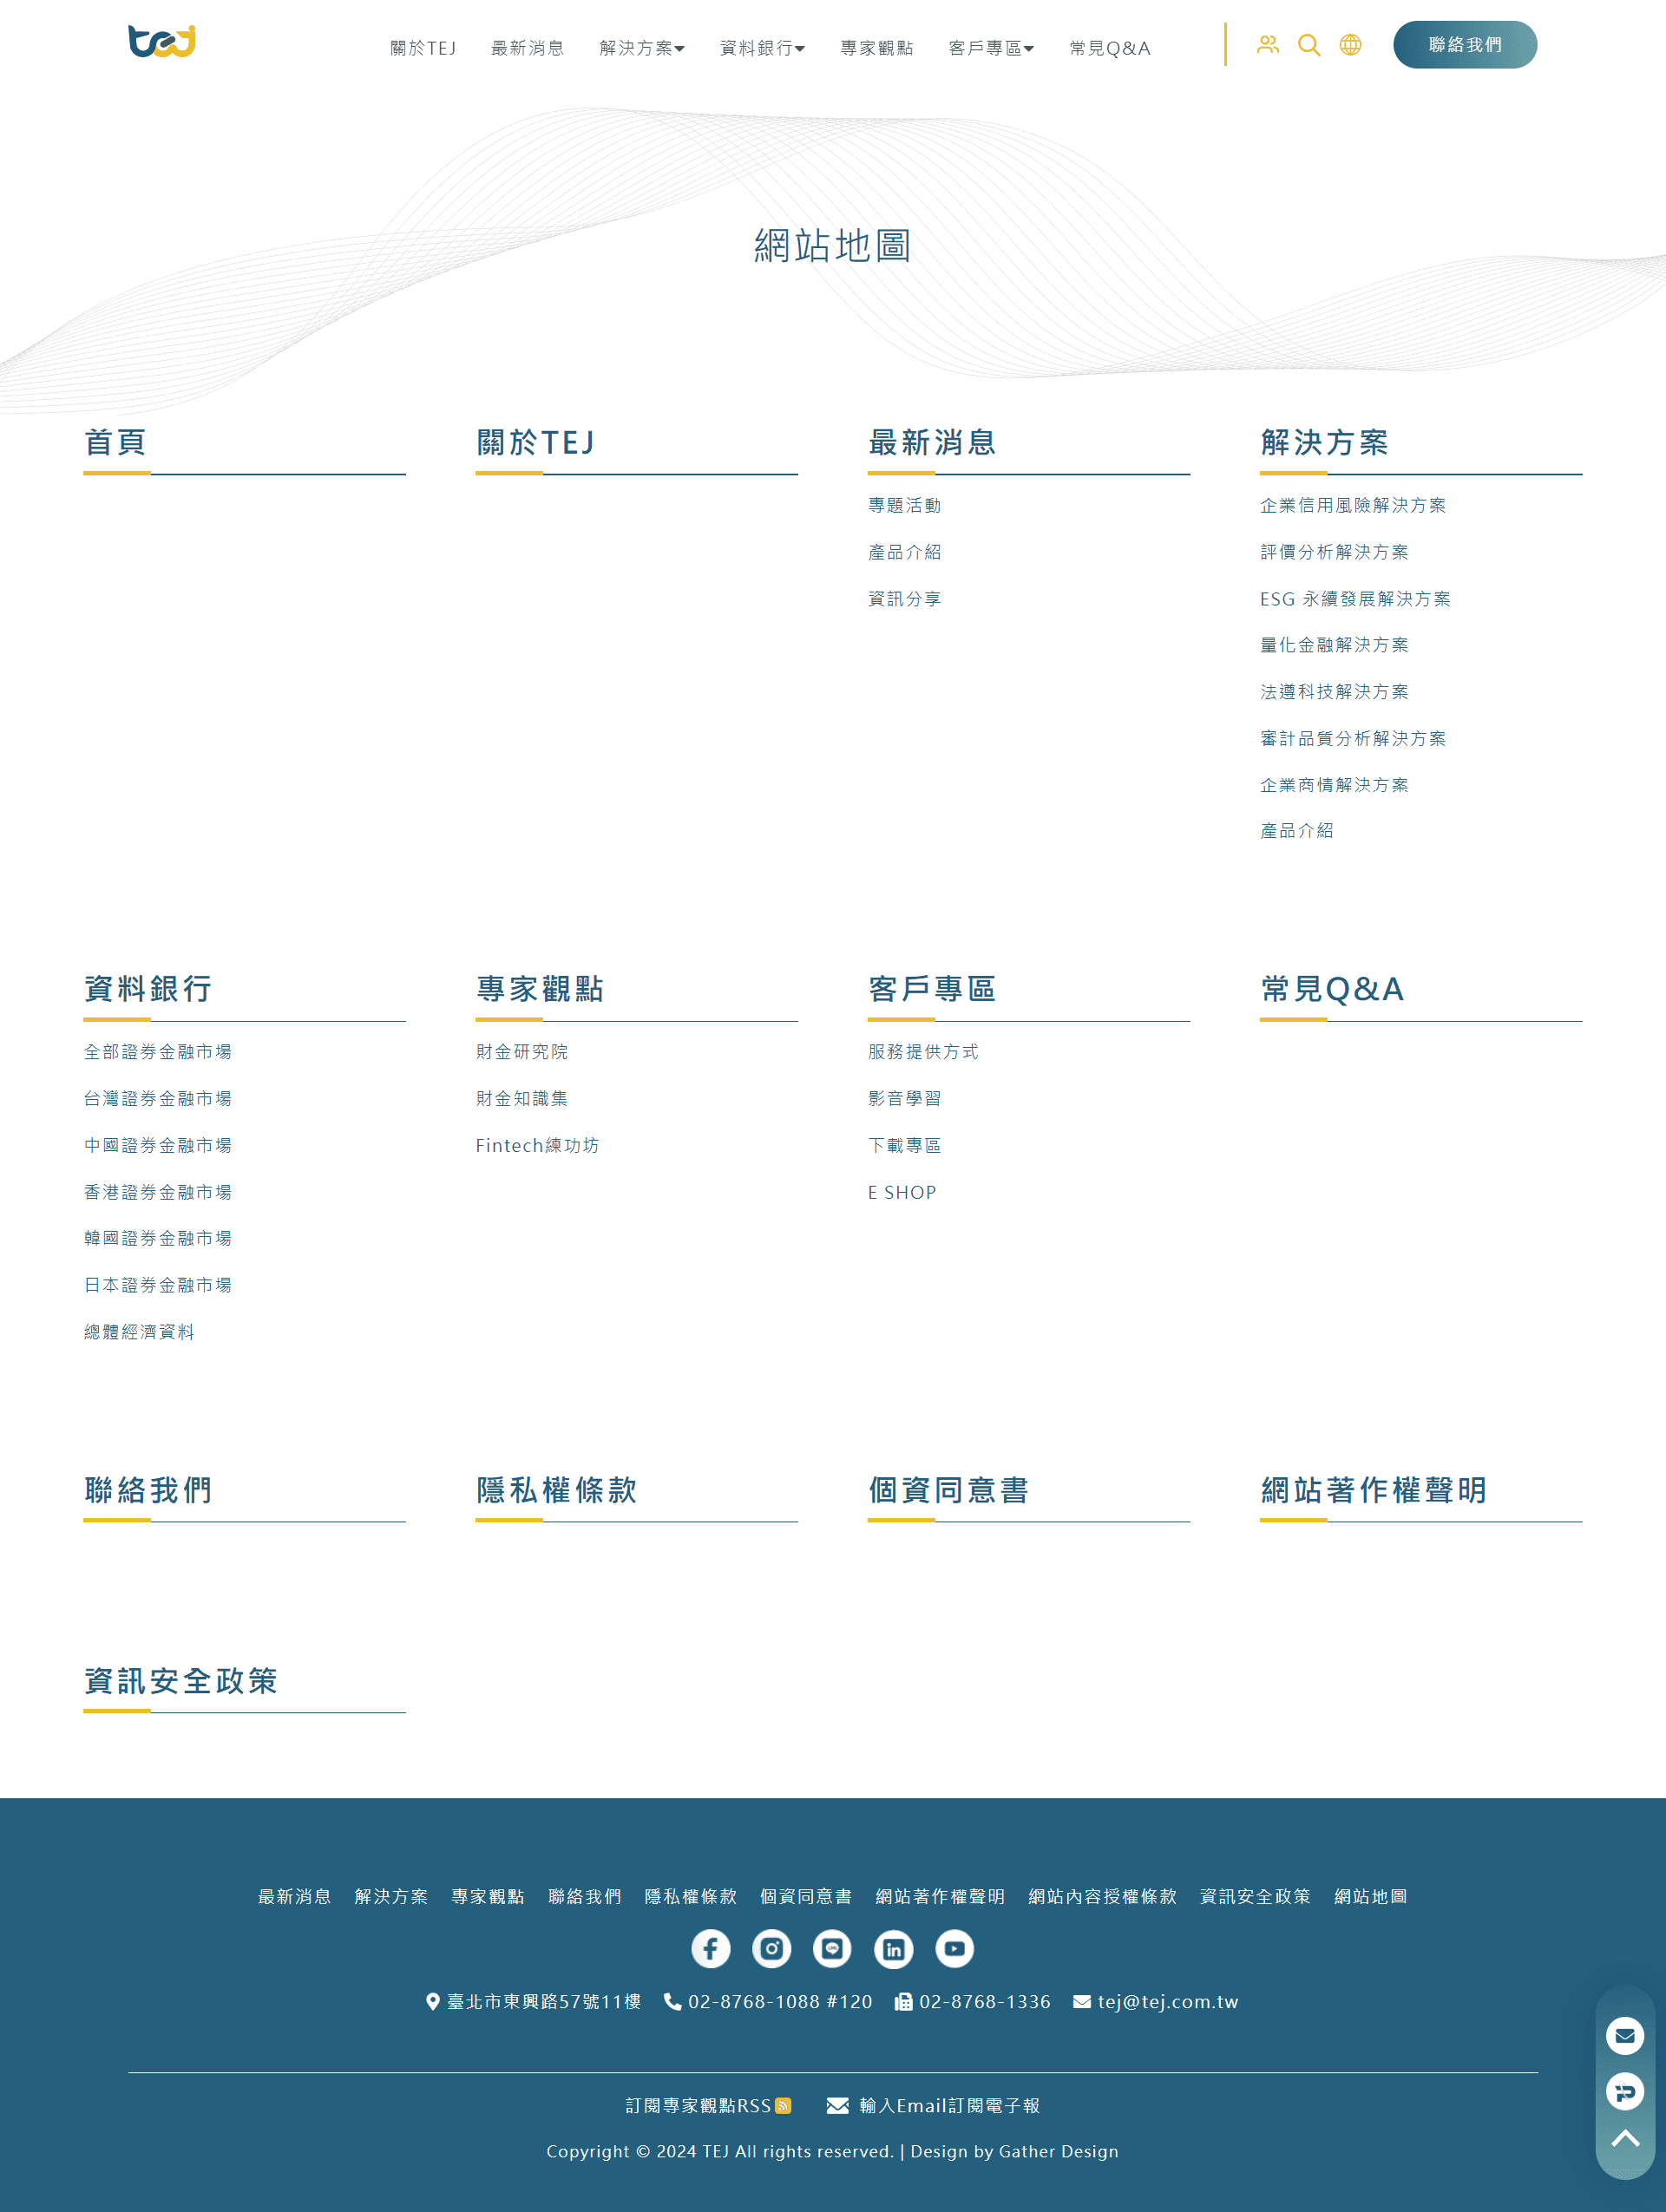 tej
關於TEJ 最新消息 解決方案 資料銀行 專家觀點 客戶專區 常見Q&A 聯絡我們
網站地圖
首頁
關於TEJ
最新消息
專題活動
產品介紹
資訊分享
解決方案
企業信用風險解決方案
評價分析解決方案
ESG 永續發展解決方案
量化金融解決方案
法遵科技解決方案
審計品質分析解決方案
企業商情解決方案
產品介紹
資料銀行
全部證券金融市場
台灣證券金融市場
中國證券金融市場
香港證券金融市場
韓國證券金融市場
日本證券金融市場
總體經濟資料
專家觀點
財金研究院
財金知識集
Fintech練功坊
客戶專區
服務提供方式
影音學習
下載專區
E SHOP
常見Q&A
聯絡我們
隱私權條款
個資同意書
網站著作權聲明
資訊安全政策
最新消息 解決方案 專家觀點 聯絡我們 隱私權條款 個資同意書 網站著作權聲明 網站內容授權條款 資訊安全政策 網站地圖
臺北市東興路57號11樓 02-8768-1088 #120 02-8768-1336 tej@tej.com.tw
訂閱專家觀點RSS 輸入Email訂閱電子報
Copyright © 2024 TEJ All rights reserved. | Design by Gather Design